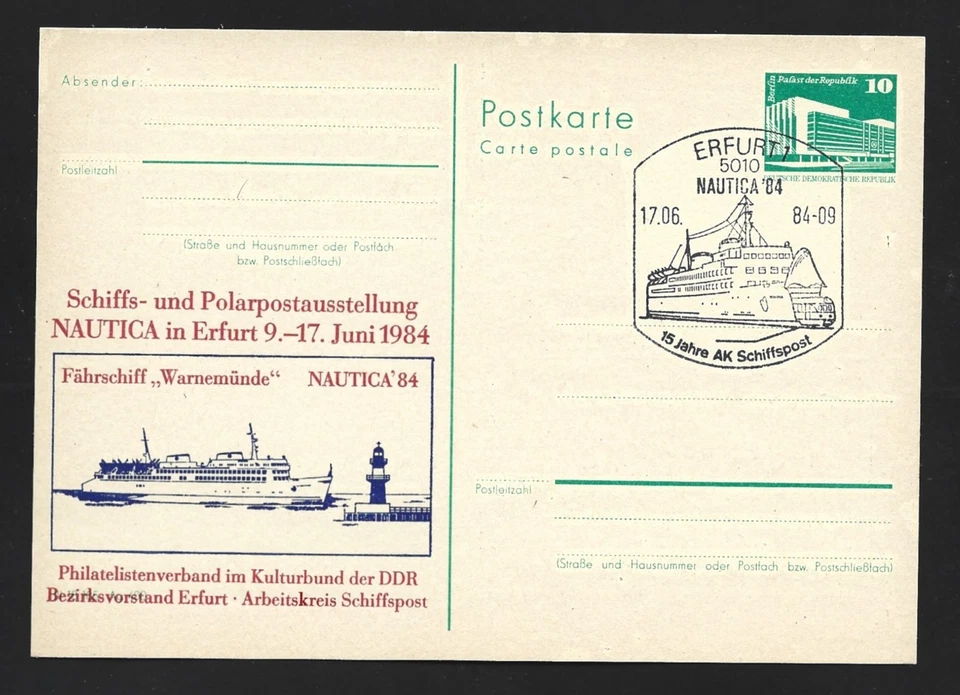 Absender:
Postleitzahl
(Straße und Hausnummer oder Postfach
bzw. Postschließfach)
Schiffs- und Polarpostausstellung
NAUTICA in Erfurt 9.–17. Juni 1984
Fährschiff „Warnemünde“ NAUTICA’84
Philatelistenverband im Kulturbund der DDR
Bezirksvorstand Erfurt · Arbeitskreis Schiffspost
Postkarte
Carte postale
Berlin
Palast der Republik 10
DEUTSCHE DEMOKRATISCHE REPUBLIK
ERFURT 1
5010
NAUTICA '84
17.06. 84-09
15 Jahre AK Schiffspost
Postleitzahl
(Straße und Hausnummer oder Postfach bzw. Postschließfach)